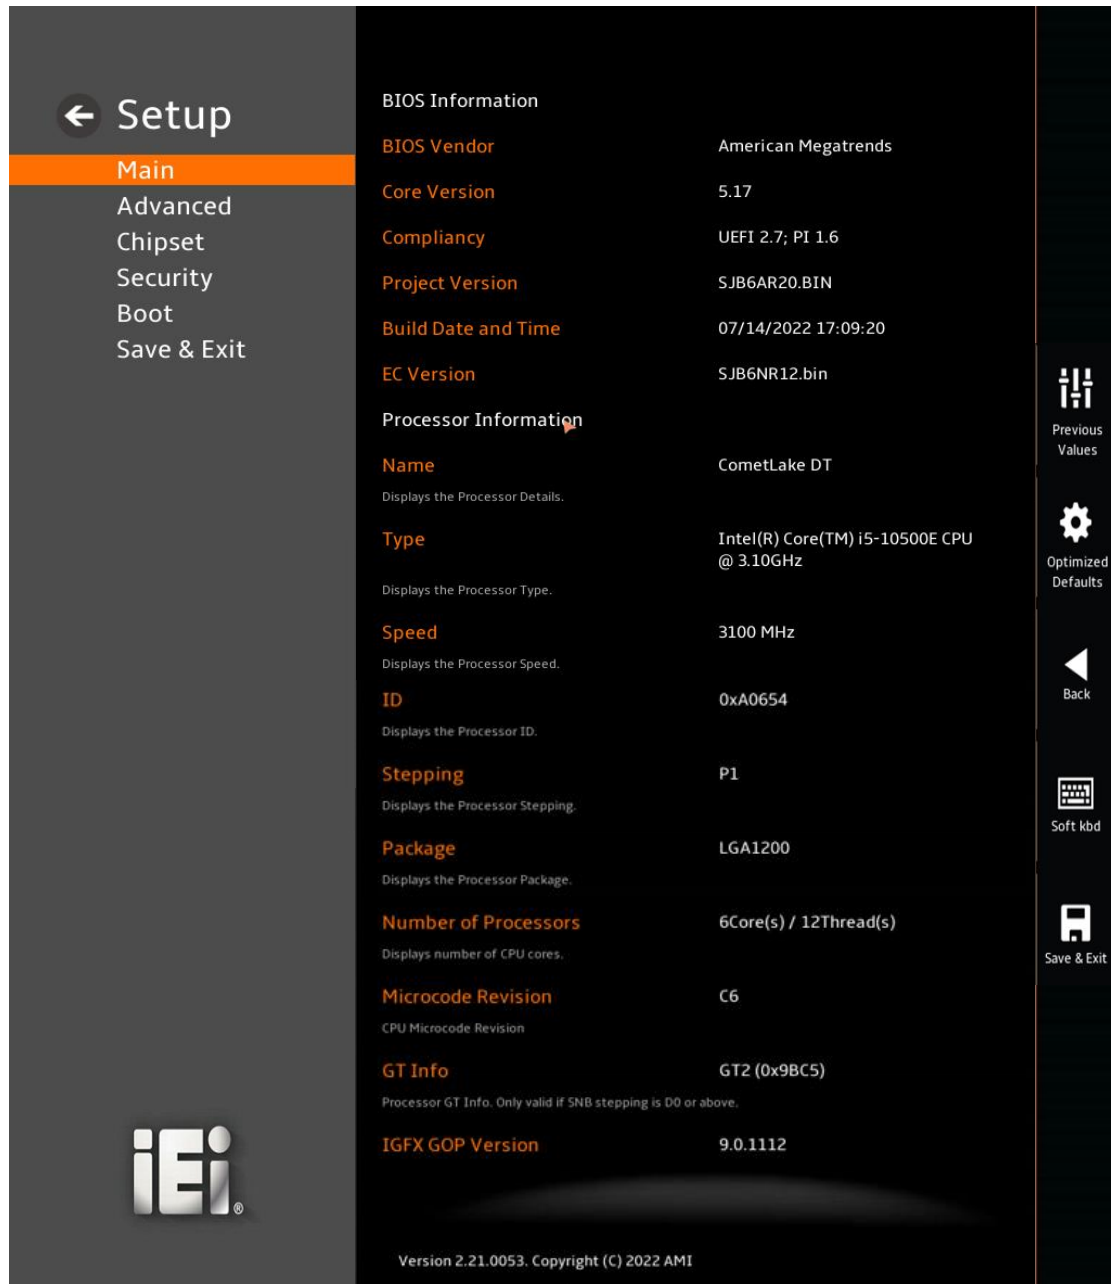 Setup
Main
Advanced
Chipset
Security
Boot
Save & Exit
BIOS Information
BIOS Vendor American Megatrends
Core Version 5.17
Compliancy UEFI 2.7; PI 1.6
Project Version SJB6AR20.BIN
Build Date and Time 07/14/2022 17:09:20
EC Version SJB6NR12.bin
Processor Information
Name CometLake DT
Displays the Processor Details.
Type Intel(R) Core(TM) i5-10500E CPU
@ 3.10GHz
Displays the Processor Type.
Speed 3100 MHz
Displays the Processor Speed.
ID 0xA0654
Displays the Processor ID.
Stepping P1
Displays the Processor Stepping.
Package LGA1200
Displays the Processor Package.
Number of Processors 6Core(s) / 12Thread(s)
Displays number of CPU cores.
Microcode Revision C6
CPU Microcode Revision
GT Info GT2 (0x9BC5)
Processor GT Info. Only valid if SNB stepping is D0 or above.
IGFX GOP Version 9.0.1112
Version 2.21.0053. Copyright (C) 2022 AMI
Previous
Values
Optimized
Defaults
Back
Soft kbd
Save & Exit
iEi®